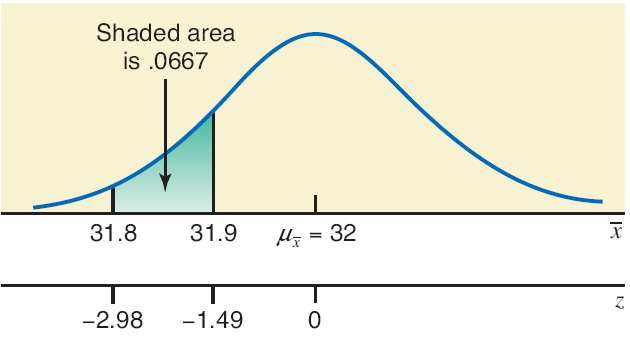 Shaded area
is .0667
31.8 31.9 μx̅ = 32 x̅
z
−2.98 −1.49 0